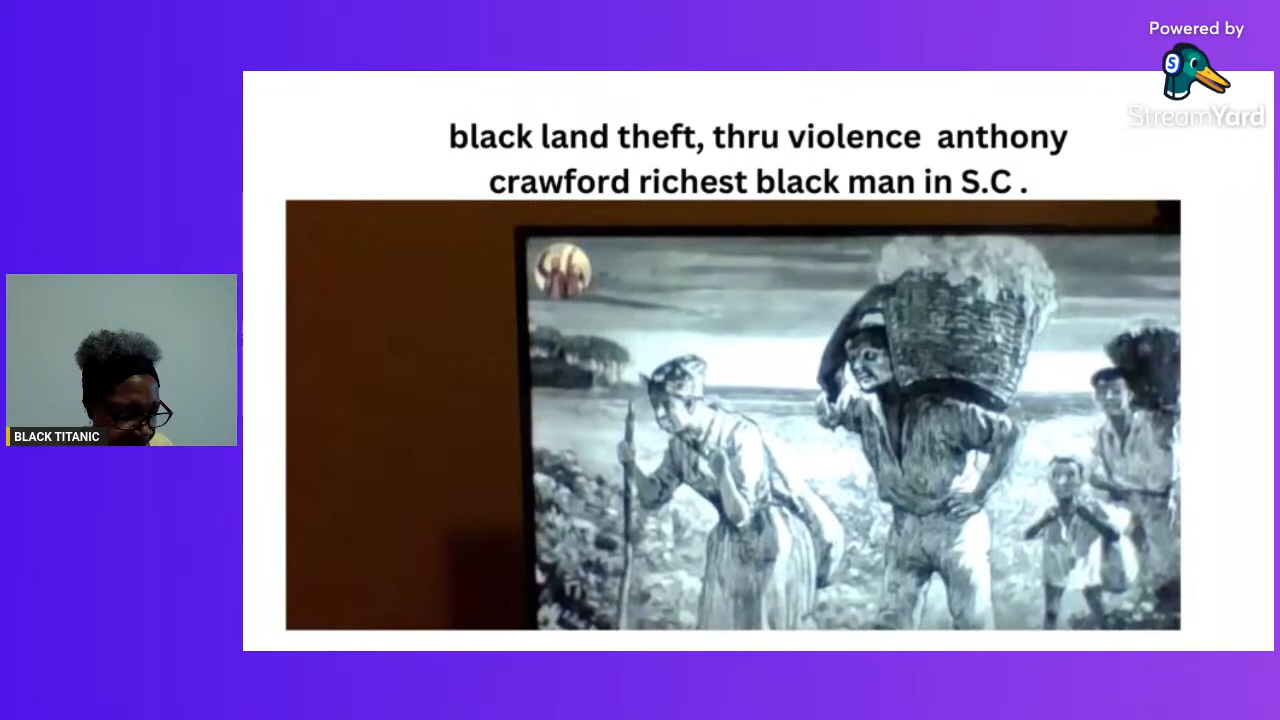 Powered by
S
StreamYard
black land theft, thru violence  anthony
crawford richest black man in S.C .
BLACK TITANIC